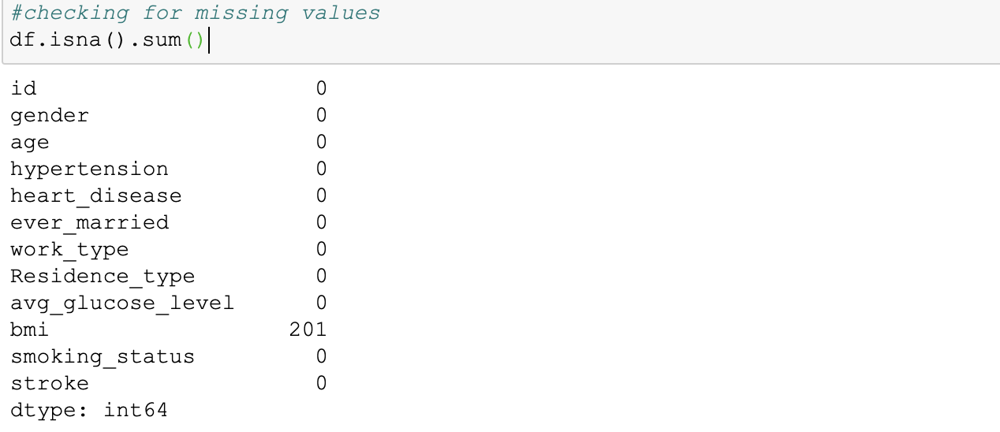 #checking for missing values
df.isna().sum()
id 0
gender 0
age 0
hypertension 0
heart_disease 0
ever_married 0
work_type 0
Residence_type 0
avg_glucose_level 0
bmi 201
smoking_status 0
stroke 0
dtype: int64